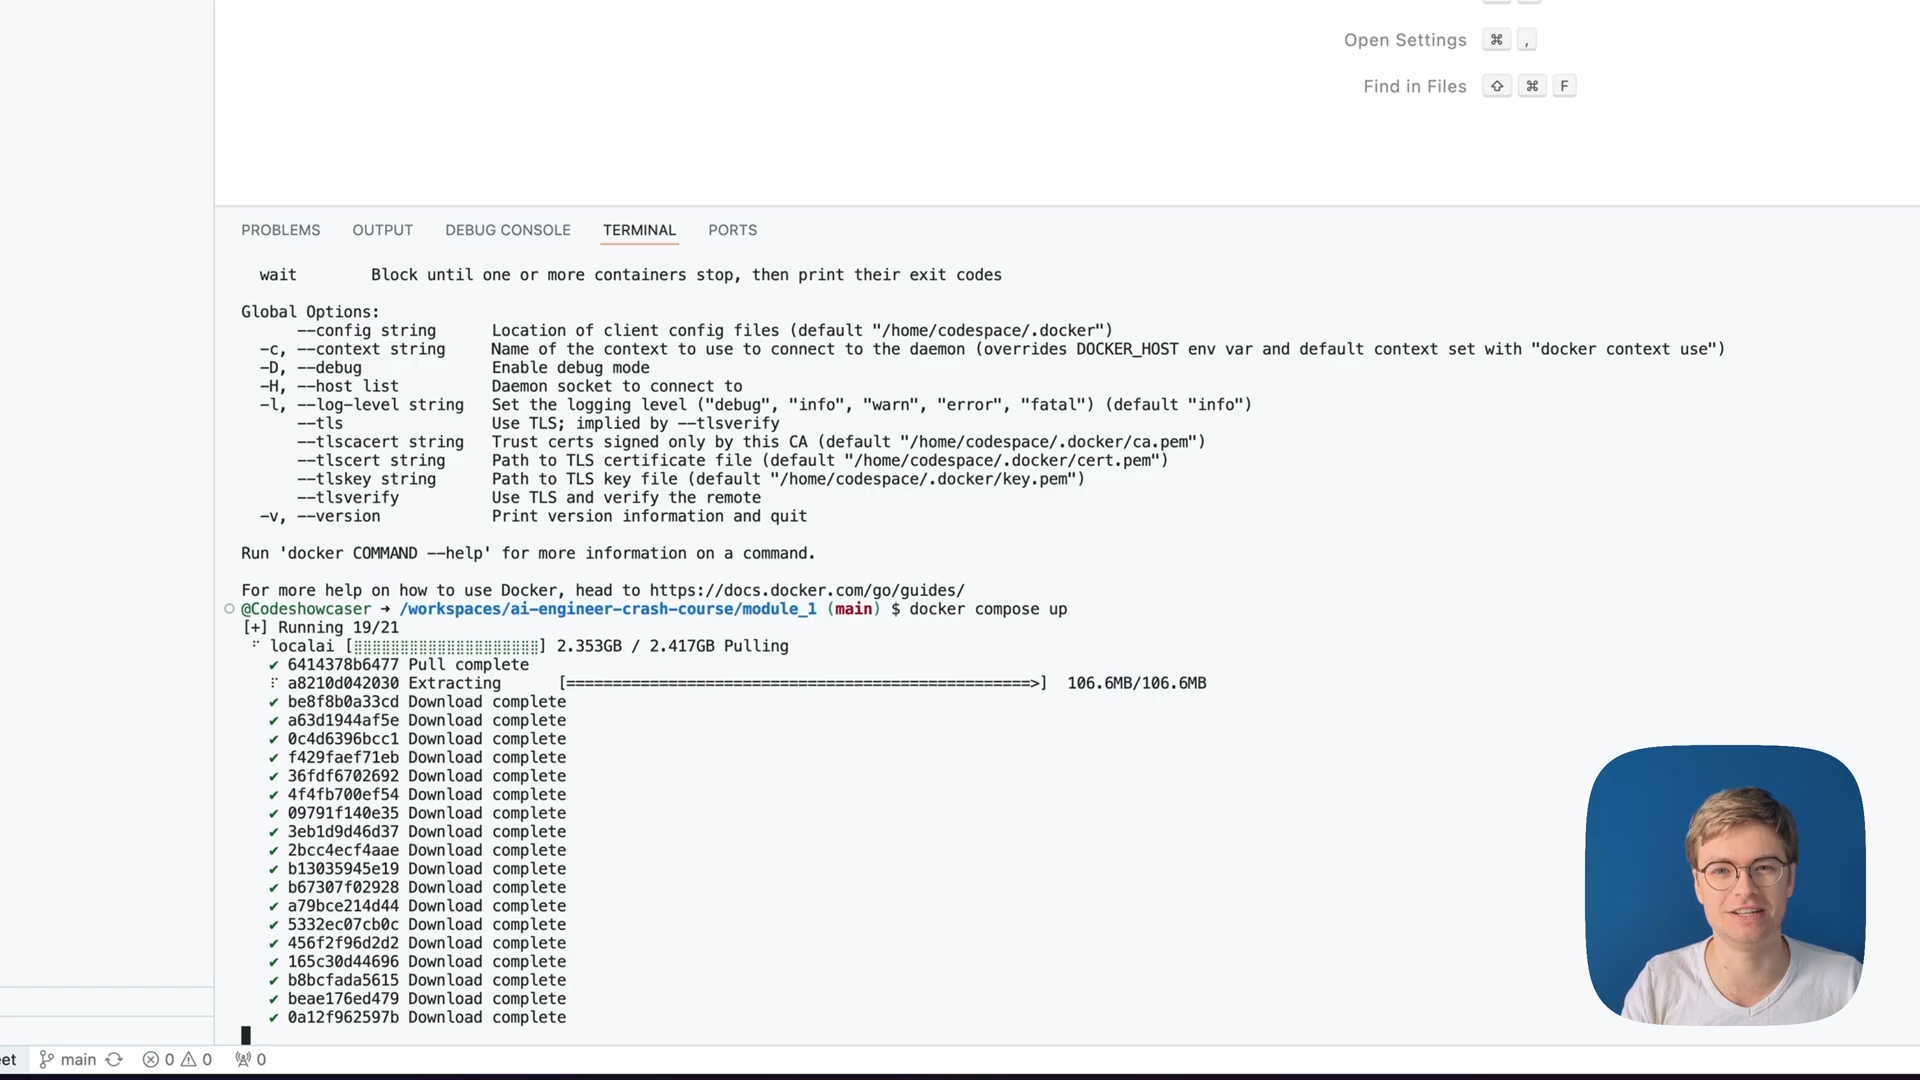 Open Settings ⌘ ,
Find in Files ⇧ ⌘ F
PROBLEMS OUTPUT DEBUG CONSOLE TERMINAL PORTS
wait Block until one or more containers stop, then print their exit codes
Global Options:
--config string Location of client config files (default "/home/codespace/.docker")
-c, --context string Name of the context to use to connect to the daemon (overrides DOCKER_HOST env var and default context set with "docker context use")
-D, --debug Enable debug mode
-H, --host list Daemon socket to connect to
-l, --log-level string Set the logging level ("debug", "info", "warn", "error", "fatal") (default "info")
--tls Use TLS; implied by --tlsverify
--tlscacert string Trust certs signed only by this CA (default "/home/codespace/.docker/ca.pem")
--tlscert string Path to TLS certificate file (default "/home/codespace/.docker/cert.pem")
--tlskey string Path to TLS key file (default "/home/codespace/.docker/key.pem")
--tlsverify Use TLS and verify the remote
-v, --version Print version information and quit
Run 'docker COMMAND --help' for more information on a command.
For more help on how to use Docker, head to https://docs.docker.com/go/guides/
@Codeshowcaser ➜ /workspaces/ai-engineer-crash-course/module_1 (main) $ docker compose up
[+] Running 19/21
localai [⣿⣿⣿⣿⣿⣿⣿⣿⣿⣿⣿⣿⣿⣿⣿⣿⣿⣿⣿⣿] 2.353GB / 2.417GB Pulling
✔ 6414378b6477 Pull complete
a8210d042030 Extracting [==================================================>] 106.6MB/106.6MB
✔ be8f8b0a33cd Download complete
✔ a63d1944af5e Download complete
✔ 0c4d6396bcc1 Download complete
✔ f429faef71eb Download complete
✔ 36fdf6702692 Download complete
✔ 4f4fb700ef54 Download complete
✔ 09791f140e35 Download complete
✔ 3eb1d9d46d37 Download complete
✔ 2bcc4ecf4aae Download complete
✔ b13035945e19 Download complete
✔ b67307f02928 Download complete
✔ a79bce214d44 Download complete
✔ 5332ec07cb0c Download complete
✔ 456f2f96d2d2 Download complete
✔ 165c30d44696 Download complete
✔ b8bcfada5615 Download complete
✔ beae176ed479 Download complete
✔ 0a12f962597b Download complete
eet main 0 0 0